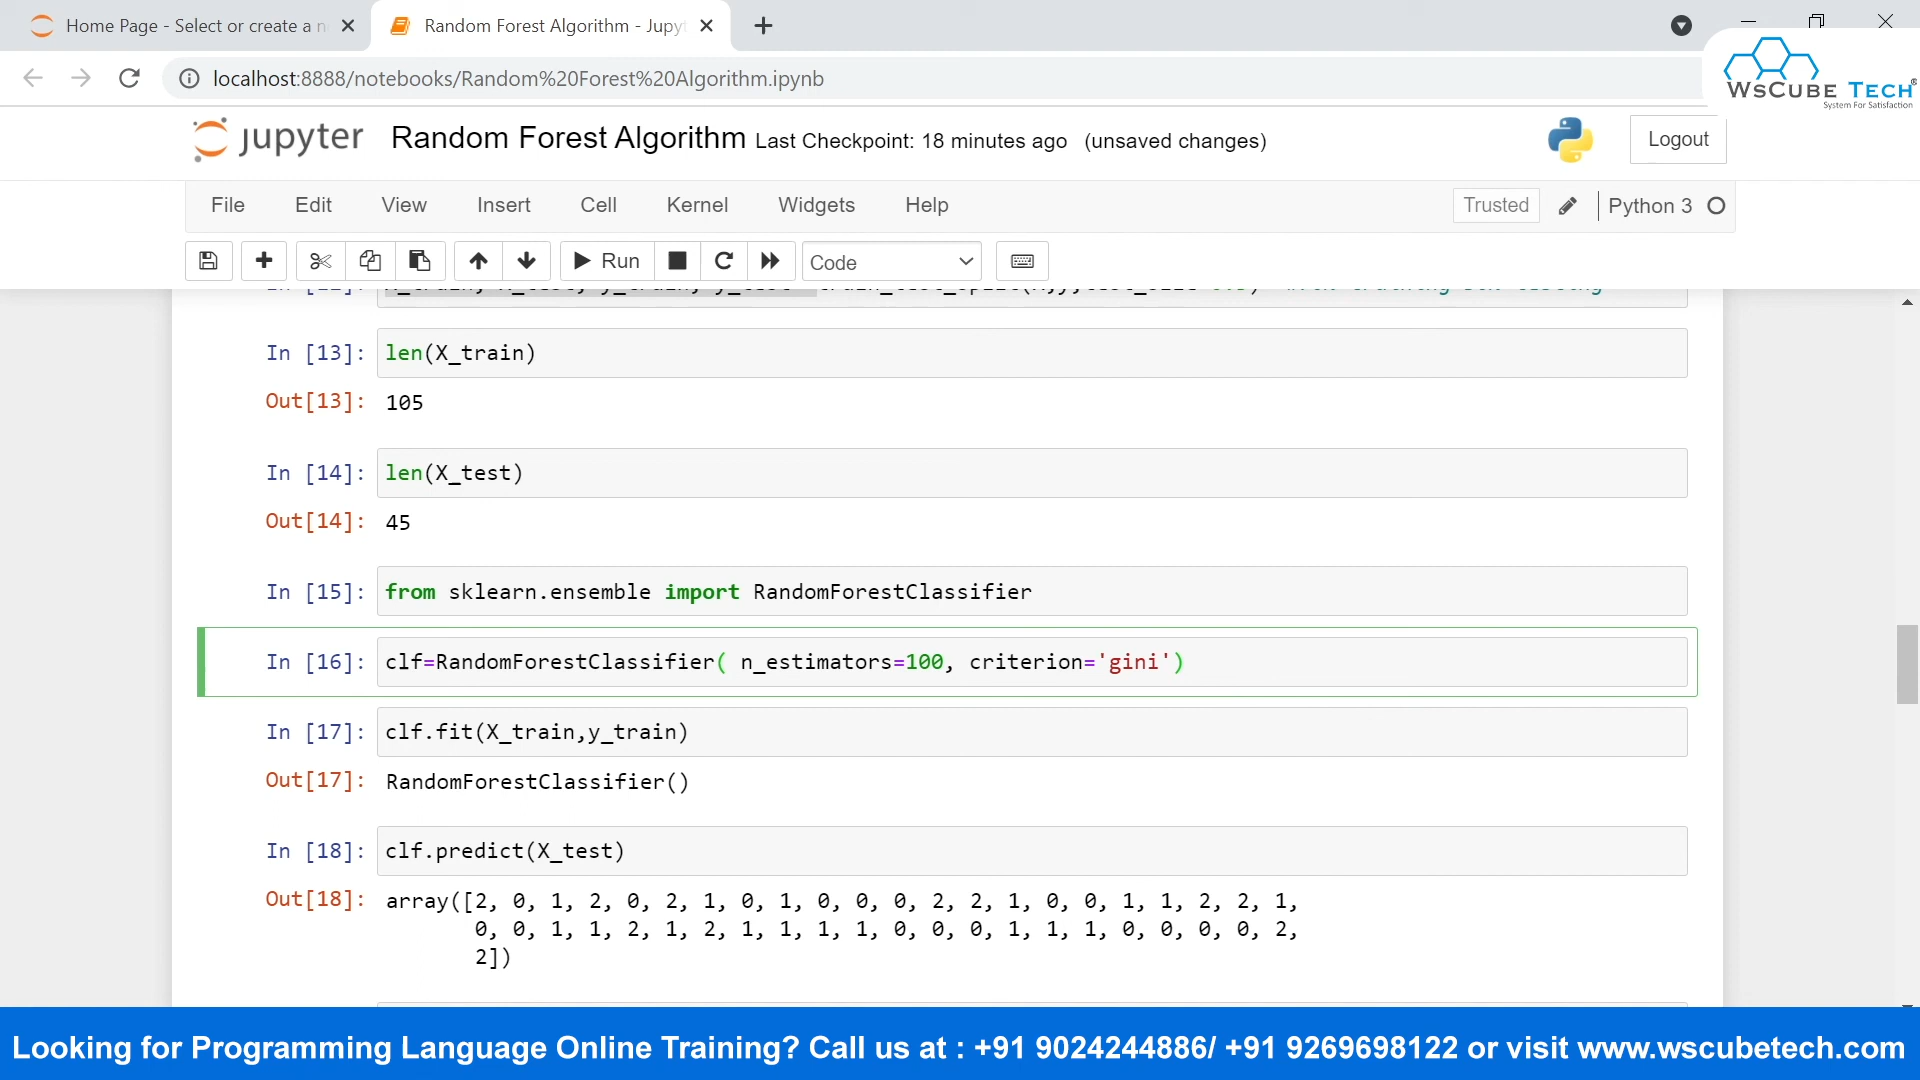 Home Page - Select or create a n
Random Forest Algorithm - Jupy
localhost:8888/notebooks/Random%20Forest%20Algorithm.ipynb
WSCUBE TECH®
System For Satisfaction
jupyter Random Forest Algorithm Last Checkpoint: 18 minutes ago (unsaved changes) Logout
File Edit View Insert Cell Kernel Widgets Help Trusted Python 3
Run Code
In [13]: len(X_train)
Out[13]: 105
In [14]: len(X_test)
Out[14]: 45
In [15]: from sklearn.ensemble import RandomForestClassifier
In [16]: clf=RandomForestClassifier( n_estimators=100, criterion='gini')
In [17]: clf.fit(X_train,y_train)
Out[17]: RandomForestClassifier()
In [18]: clf.predict(X_test)
Out[18]: array([2, 0, 1, 2, 0, 2, 1, 0, 1, 0, 0, 0, 2, 2, 1, 0, 0, 1, 1, 2, 2, 1,
0, 0, 1, 1, 2, 1, 2, 1, 1, 1, 1, 0, 0, 0, 1, 1, 1, 0, 0, 0, 0, 2,
2])
Looking for Programming Language Online Training? Call us at : +91 9024244886/ +91 9269698122 or visit www.wscubetech.com